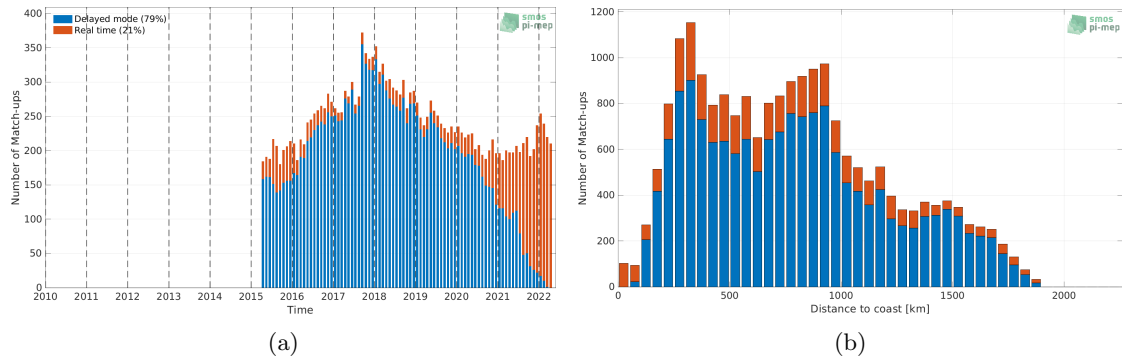 Delayed mode (79%)
Real time (21%)
smos
pi-mep
Number of Match-ups
400
350
300
250
200
150
100
50
0
2010 2011 2012 2013 2014 2015 2016 2017 2018 2019 2020 2021 2022
Time
(a)
smos
pi-mep
Number of Match-ups
1200
1000
800
600
400
200
0
0 500 1000 1500 2000
Distance to coast [km]
(b)